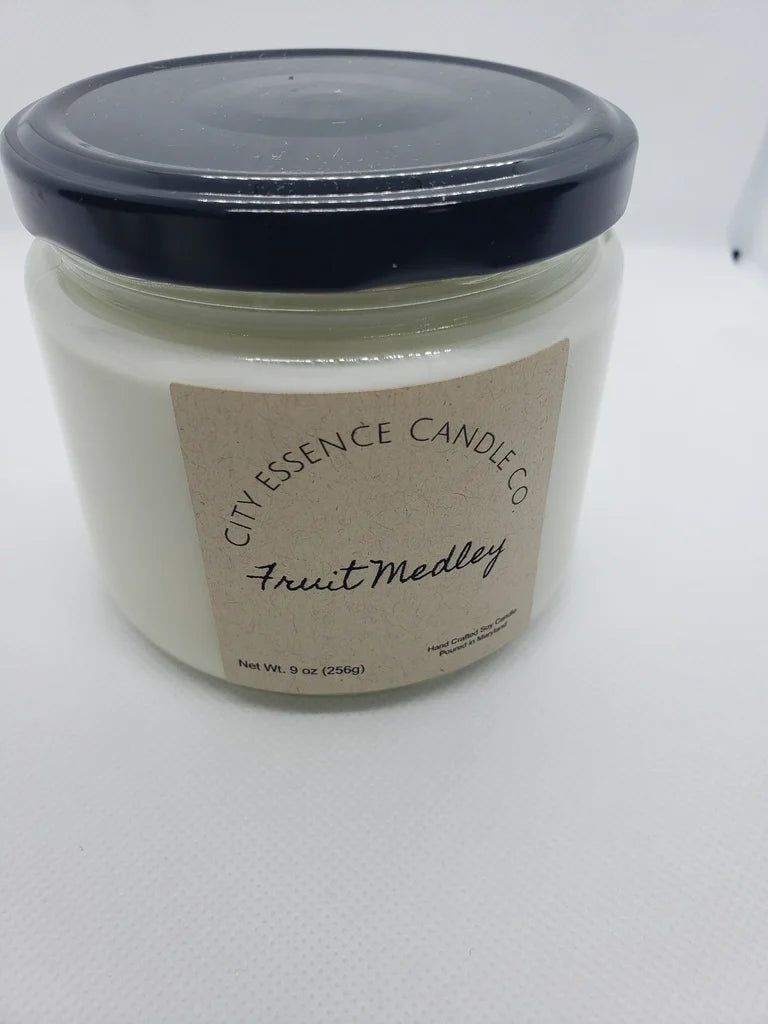 CITY ESSENCE CANDLE CO.
Fruit Medley
Hand Crafted Soy Candle
Poured in Maryland
Net Wt. 9 oz (256g)